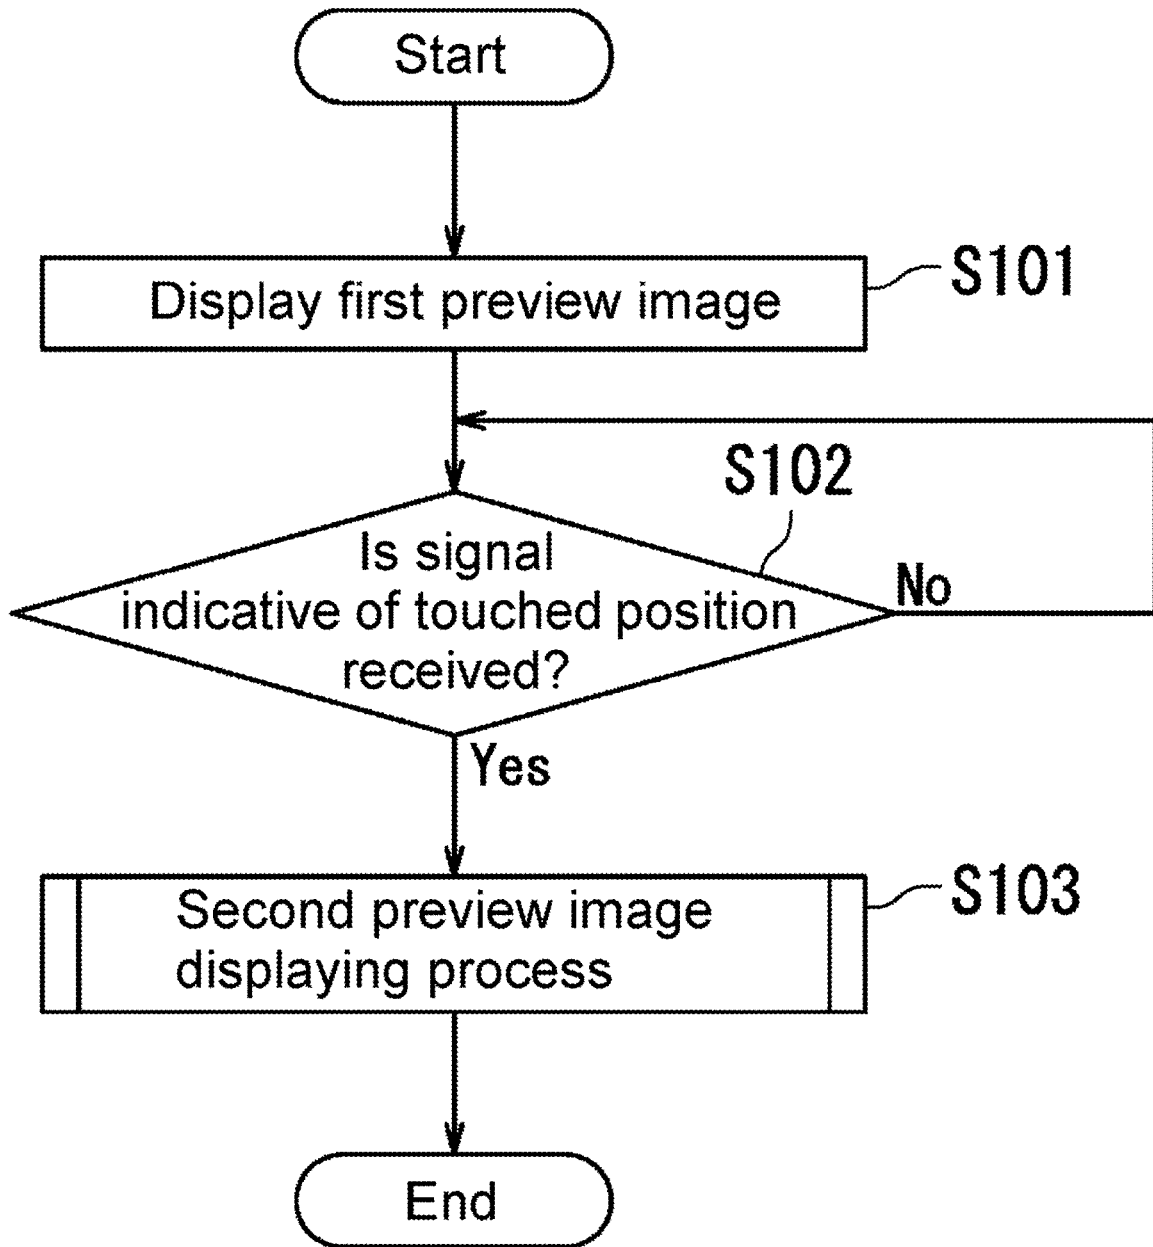 Start
Display first preview image
S101
S102
Is signal
indicative of touched position
received?
No
Yes
Second preview image
displaying process
S103
End